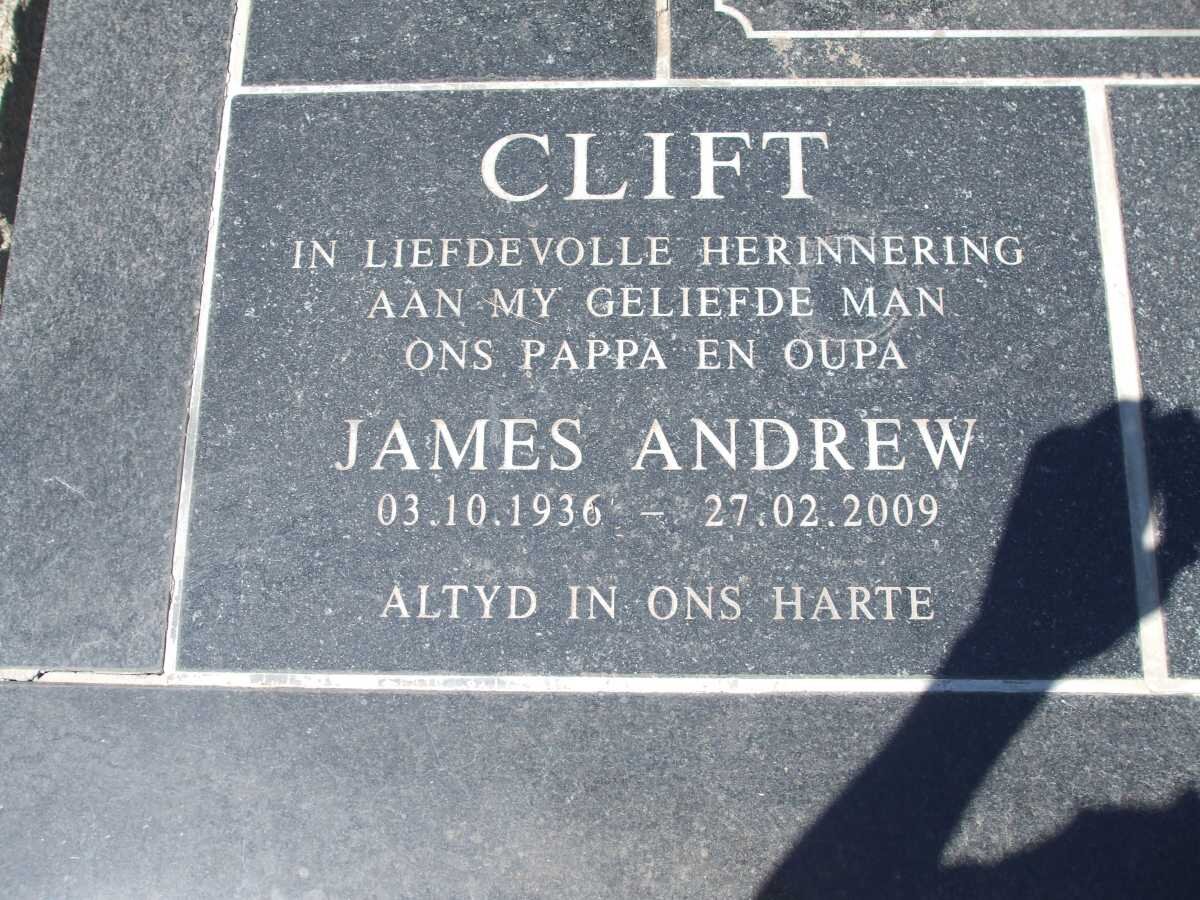 CLIFT
IN LIEFDEVOLLE HERINNERING
AAN MY GELIEFDE MAN
ONS PAPPA EN OUPA
JAMES ANDREW
03.10.1936 – 27.02.2009
ALTYD IN ONS HARTE